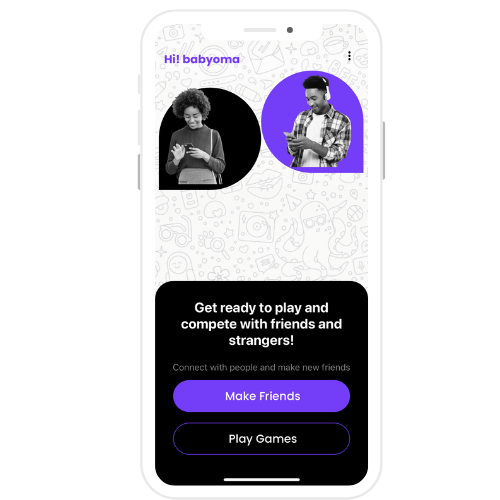 Hi! babyoma
Get ready to play and
compete with friends and
strangers!
Connect with people and make new friends
Make Friends
Play Games